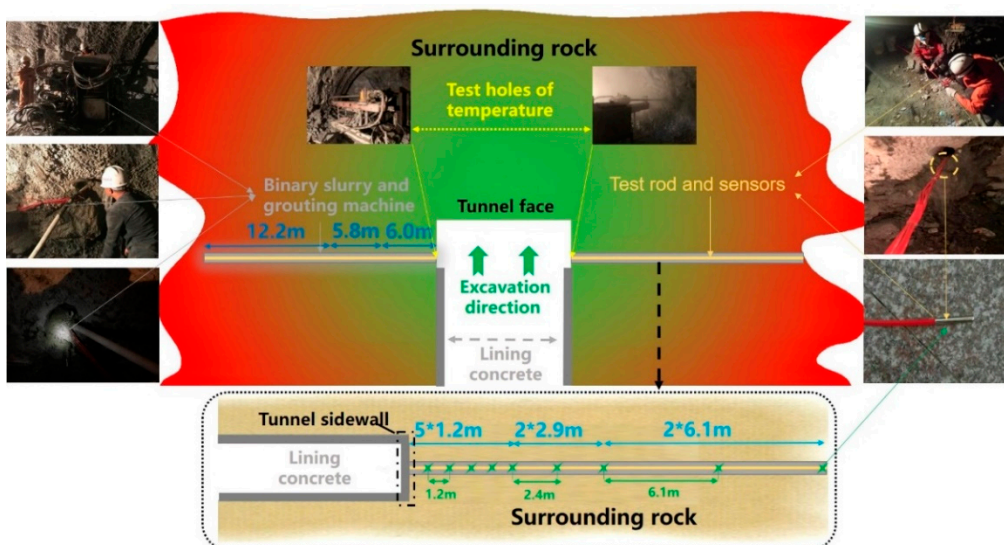 Surrounding rock
Test holes of
temperature
Binary slurry and
grouting machine
Test rod and sensors
Tunnel face
12.2m
5.8m
6.0m
Excavation
direction
Lining
concrete
Tunnel sidewall
5*1.2m
2*2.9m
2*6.1m
Lining
concrete
1.2m
2.4m
6.1m
Surrounding rock